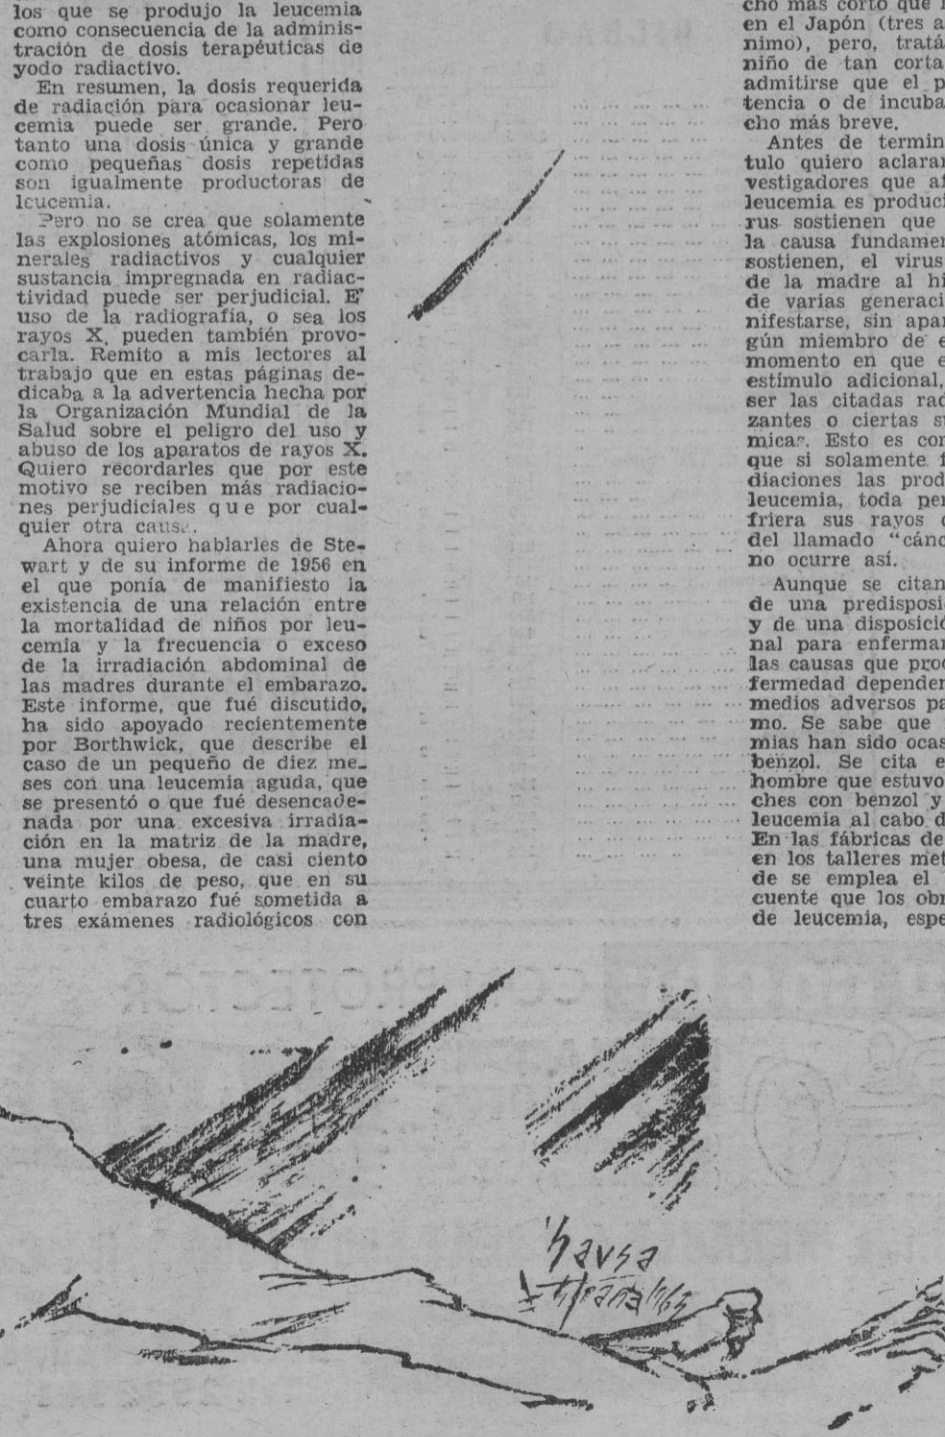 los que se produjo la leucemia
como consecuencia de la adminis-
tración de dosis terapéuticas de
yodo radiactivo.
En resumen, la dosis requerida
de radiación para ocasionar leu-
cemia puede ser grande. Pero
tanto una dosis única y grande
como pequeñas dosis repetidas
son igualmente productoras de
leucemia.
Pero no se crea que solamente
las explosiones atómicas, los mi-
nerales radiactivos y cualquier
sustancia impregnada en radiac-
tividad puede ser perjudicial. E'
uso de la radiografía, o sea los
rayos X, pueden también provo-
carla. Remito a mis lectores al
trabajo que en estas páginas de-
dicaba a la advertencia hecha por
la Organización Mundial de la
Salud sobre el peligro del uso y
abuso de los aparatos de rayos X.
Quiero recordarles que por este
motivo se reciben más radiacio-
nes perjudiciales que por cual-
quier otra causa.
Ahora quiero hablarles de Ste-
wart y de su informe de 1956 en
el que ponía de manifiesto la
existencia de una relación entre
la mortalidad de niños por leu-
cemia y la frecuencia o exceso
de la irradiación abdominal de
las madres durante el embarazo.
Este informe, que fué discutido,
ha sido apoyado recientemente
por Borthwick, que describe el
caso de un pequeño de diez me-
ses con una leucemia aguda, que
se presentó o que fué desencade-
nada por una excesiva irradia-
ción en la matriz de la madre,
una mujer obesa, de casi ciento
veinte kilos de peso, que en su
cuarto embarazo fué sometida a
tres exámenes radiológicos con
cho más corto que
en el Japón (tres a
nimo), pero, tratá
niño de tan corta
admitirse que el p
tencia o de incuba
cho más breve.
Antes de termin
tulo quiero aclarar
vestigadores que af
leucemia es produci
rus sostienen que
la causa fundamen
sostienen, el virus
de la madre al hi
de varias generaci
nifestarse, sin apar
gún miembro de e
momento en que e
estímulo adicional,
ser las citadas rad
zantes o ciertas su
micas. Esto es con
que si solamente f
diaciones las prod
leucemia, toda per
friera sus rayos
del llamado "cánc
no ocurre así.
Aunque se citan
de una predisposi
y de una disposició
nal para enfermar
las causas que prod
fermedad dependen
medios adversos pa
mo. Se sabe que
mias han sido ocas
benzol. Se cita e
hombre que estuvo
ches con benzol y
leucemia al cabo d
En las fábricas de
en los talleres met
de se emplea el
cuente que los obr
de leucemia, espe